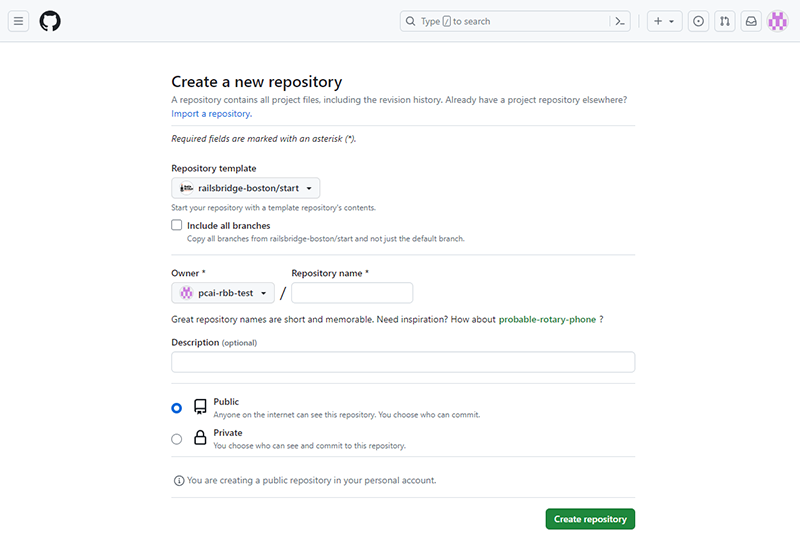 Type / to search
Create a new repository
A repository contains all project files, including the revision history. Already have a project repository elsewhere?
Import a repository.
Required fields are marked with an asterisk (*).
Repository template
railsbridge-boston/start
Start your repository with a template repository's contents.
Include all branches
Copy all branches from railsbridge-boston/start and not just the default branch.
Owner * Repository name *
pcai-rbb-test /
Great repository names are short and memorable. Need inspiration? How about probable-rotary-phone ?
Description (optional)
Public
Anyone on the internet can see this repository. You choose who can commit.
Private
You choose who can see and commit to this repository.
You are creating a public repository in your personal account.
Create repository